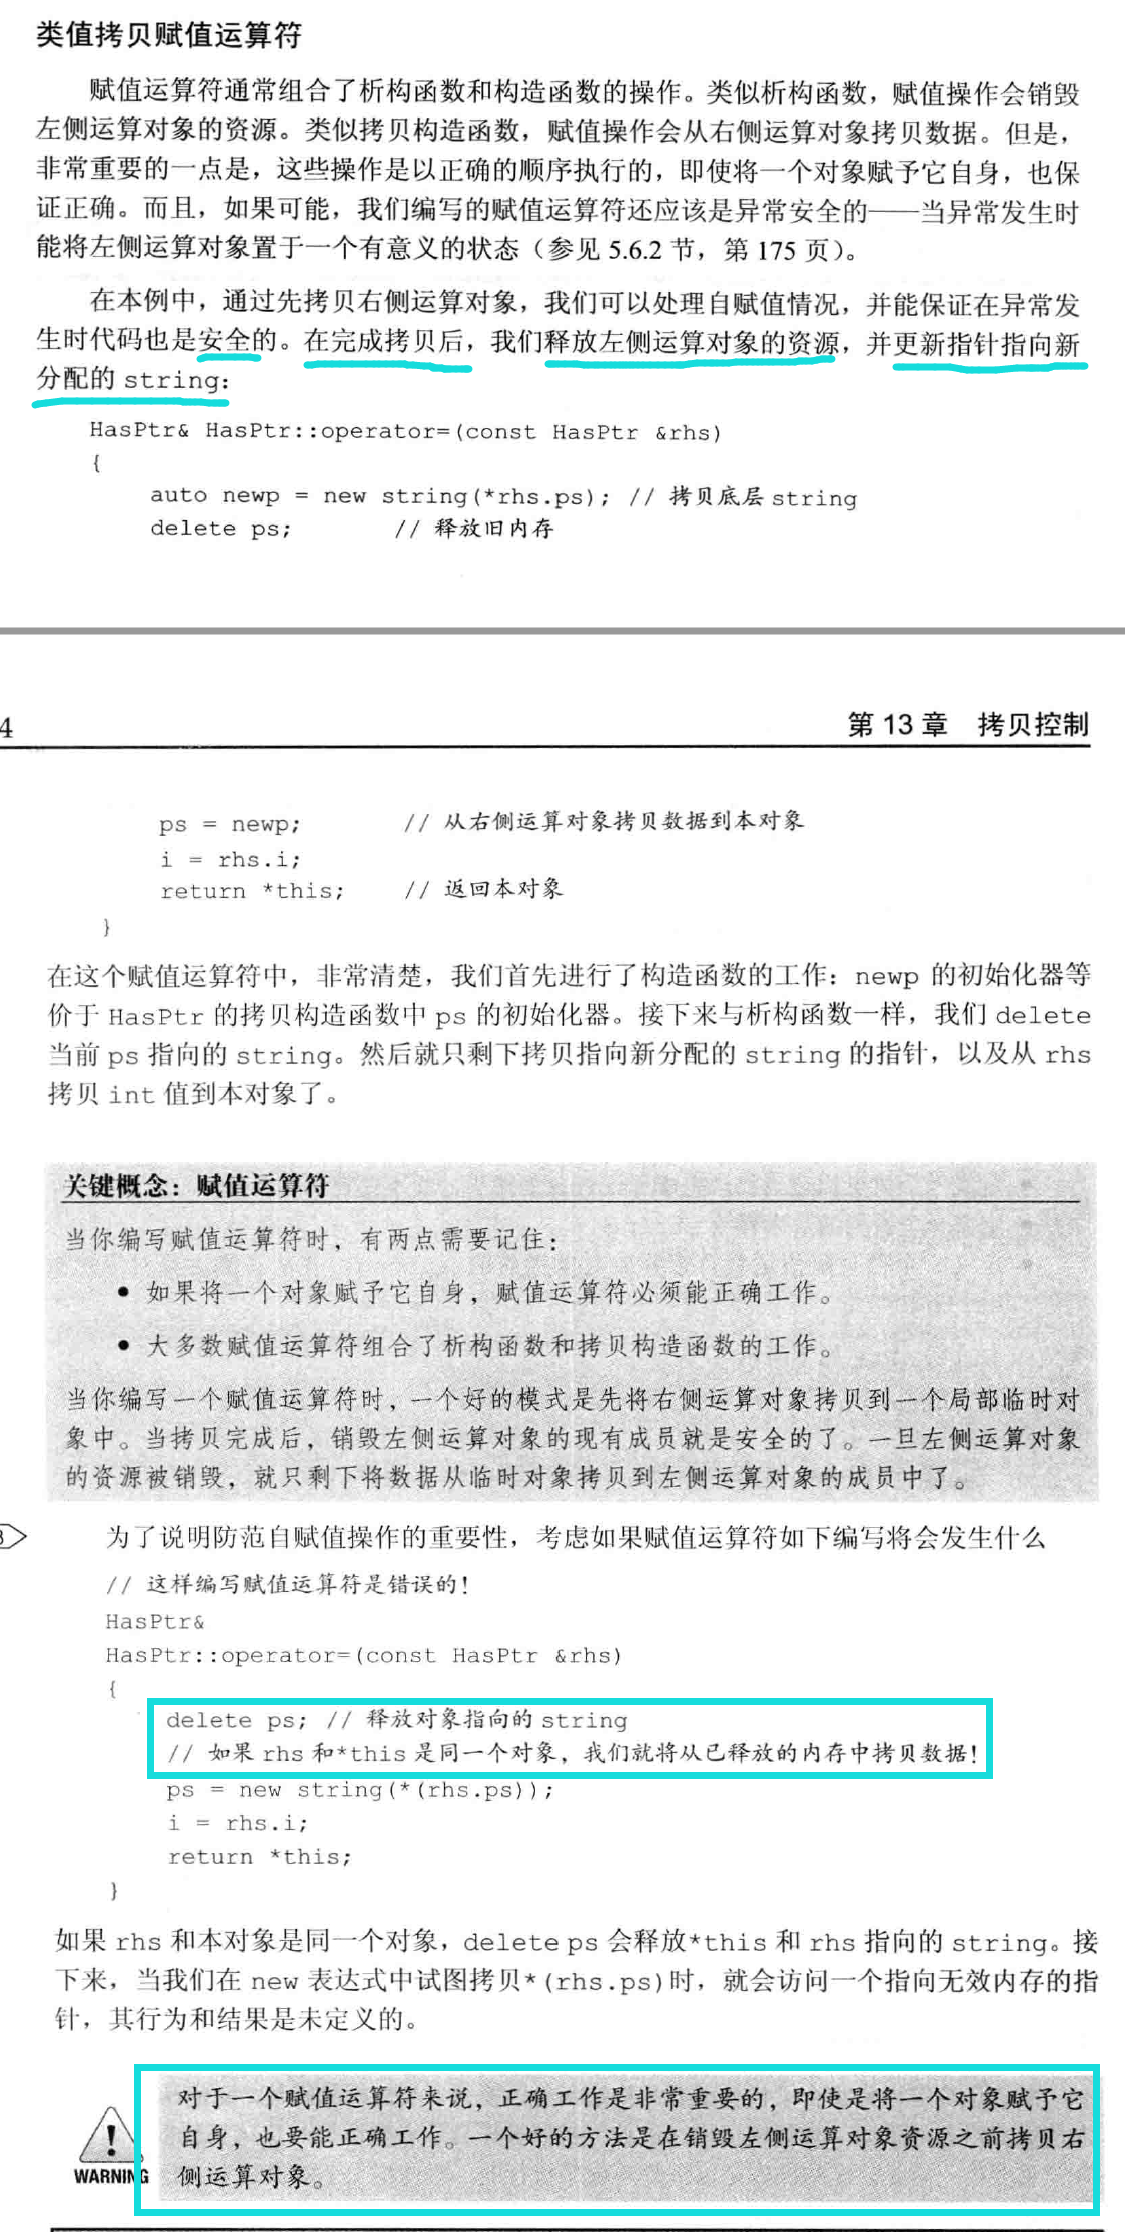 类值拷贝赋值运算符
赋值运算符通常组合了析构函数和构造函数的操作。类似析构函数，赋值操作会销毁
左侧运算对象的资源。类似拷贝构造函数，赋值操作会从右侧运算对象拷贝数据。但是，
非常重要的一点是，这些操作是以正确的顺序执行的，即使将一个对象赋予它自身，也保
证正确。而且，如果可能，我们编写的赋值运算符还应该是异常安全的——当异常发生时
能将左侧运算对象置于一个有意义的状态（参见 5.6.2 节，第 175 页）。
在本例中，通过先拷贝右侧运算对象，我们可以处理自赋值情况，并能保证在异常发
生时代码也是安全的。在完成拷贝后，我们释放左侧运算对象的资源，并更新指针指向新
分配的 string：
HasPtr& HasPtr::operator=(const HasPtr &rhs)
{
auto newp = new string(*rhs.ps); // 拷贝底层 string
delete ps; // 释放旧内存
4
第 13 章 拷贝控制
ps = newp; // 从右侧运算对象拷贝数据到本对象
i = rhs.i;
return *this; // 返回本对象
}
在这个赋值运算符中，非常清楚，我们首先进行了构造函数的工作：newp 的初始化器等
价于 HasPtr 的拷贝构造函数中 ps 的初始化器。接下来与析构函数一样，我们 delete
当前 ps 指向的 string。然后就只剩下拷贝指向新分配的 string 的指针，以及从 rhs
拷贝 int 值到本对象了。
关键概念：赋值运算符
当你编写赋值运算符时，有两点需要记住：
● 如果将一个对象赋予它自身，赋值运算符必须能正确工作。
● 大多数赋值运算符组合了析构函数和拷贝构造函数的工作。
当你编写一个赋值运算符时，一个好的模式是先将右侧运算对象拷贝到一个局部临时对
象中。当拷贝完成后，销毁左侧运算对象的现有成员就是安全的了。一旦左侧运算对象
的资源被销毁，就只剩下将数据从临时对象拷贝到左侧运算对象的成员中了。
为了说明防范自赋值操作的重要性，考虑如果赋值运算符如下编写将会发生什么
// 这样编写赋值运算符是错误的！
HasPtr&
HasPtr::operator=(const HasPtr &rhs)
{
delete ps; // 释放对象指向的 string
// 如果 rhs 和*this 是同一个对象，我们就将从已释放的内存中拷贝数据！
ps = new string(*(rhs.ps));
i = rhs.i;
return *this;
}
如果 rhs 和本对象是同一个对象，delete ps 会释放*this 和 rhs 指向的 string。接
下来，当我们在 new 表达式中试图拷贝*(rhs.ps)时，就会访问一个指向无效内存的指
针，其行为和结果是未定义的。
对于一个赋值运算符来说，正确工作是非常重要的，即使是将一个对象赋予它
自身，也要能正确工作。一个好的方法是在销毁左侧运算对象资源之前拷贝右
WARNING 侧运算对象。